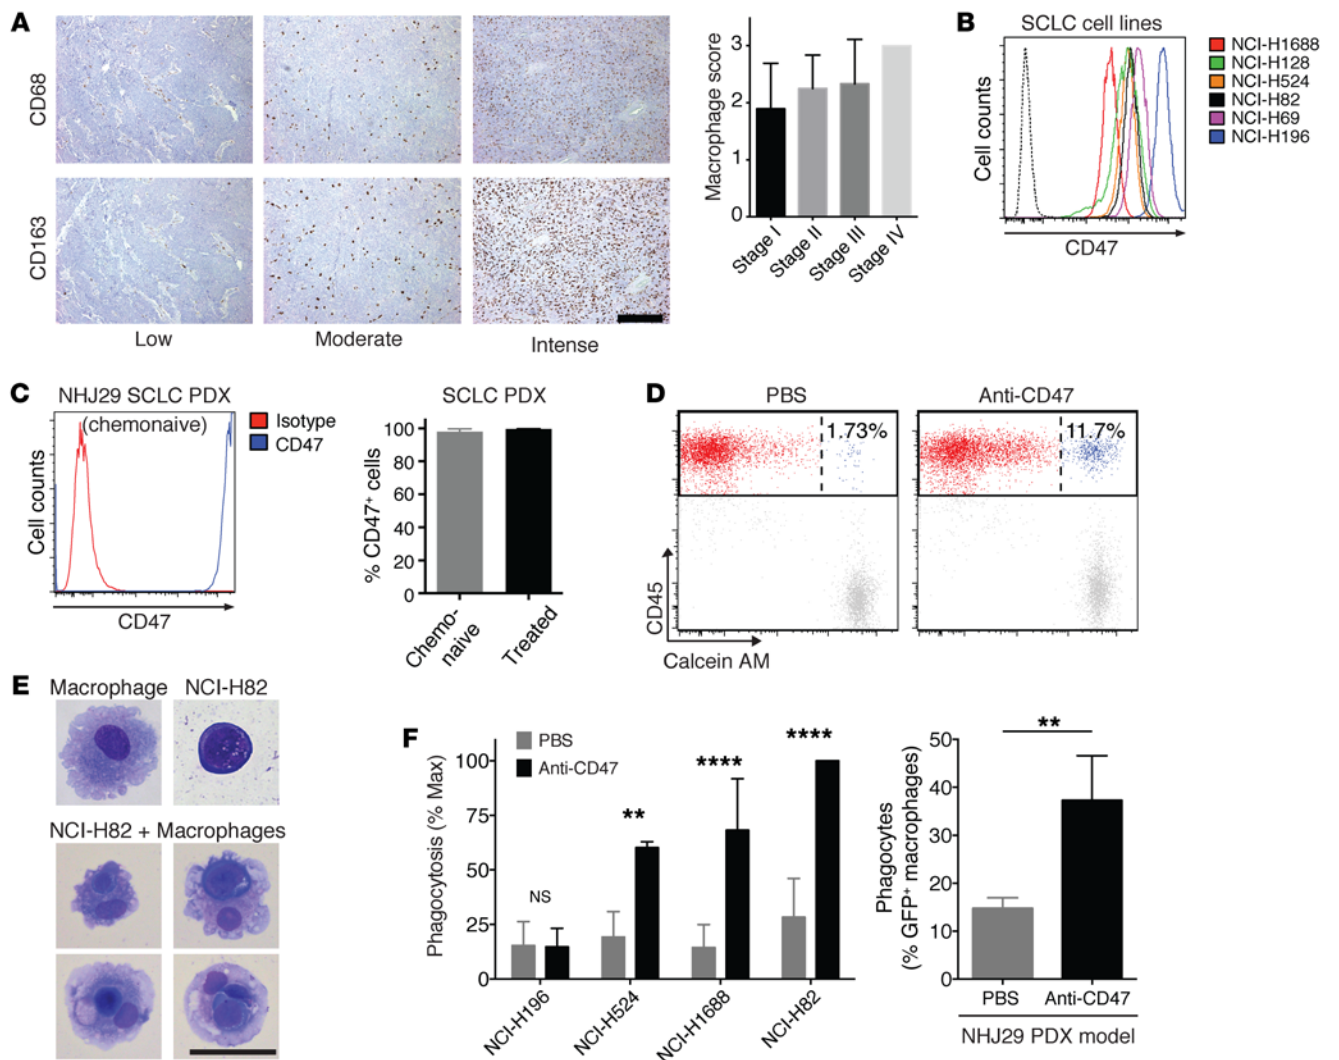 A
CD68
CD163
Low
Moderate
Intense
Macrophage score
3
2
1
0
Stage I
Stage II
Stage III
Stage IV
B
SCLC cell lines
Cell counts
CD47
NCI-H1688
NCI-H128
NCI-H524
NCI-H82
NCI-H69
NCI-H196
C
NHJ29 SCLC PDX
(chemonaive)
Isotype
CD47
Cell counts
CD47
SCLC PDX
% CD47+ cells
100
80
60
40
20
0
Chemo-
naive
Treated
D
PBS
Anti-CD47
1.73%
11.7%
CD45
Calcein AM
E
Macrophage
NCI-H82
NCI-H82 + Macrophages
F
PBS
Anti-CD47
Phagocytosis (% Max)
100
75
50
25
0
NS
**
****
****
NCI-H196
NCI-H524
NCI-H1688
NCI-H82
Phagocytes
(% GFP+ macrophages)
50
40
30
20
10
0
**
PBS
Anti-CD47
NHJ29 PDX model